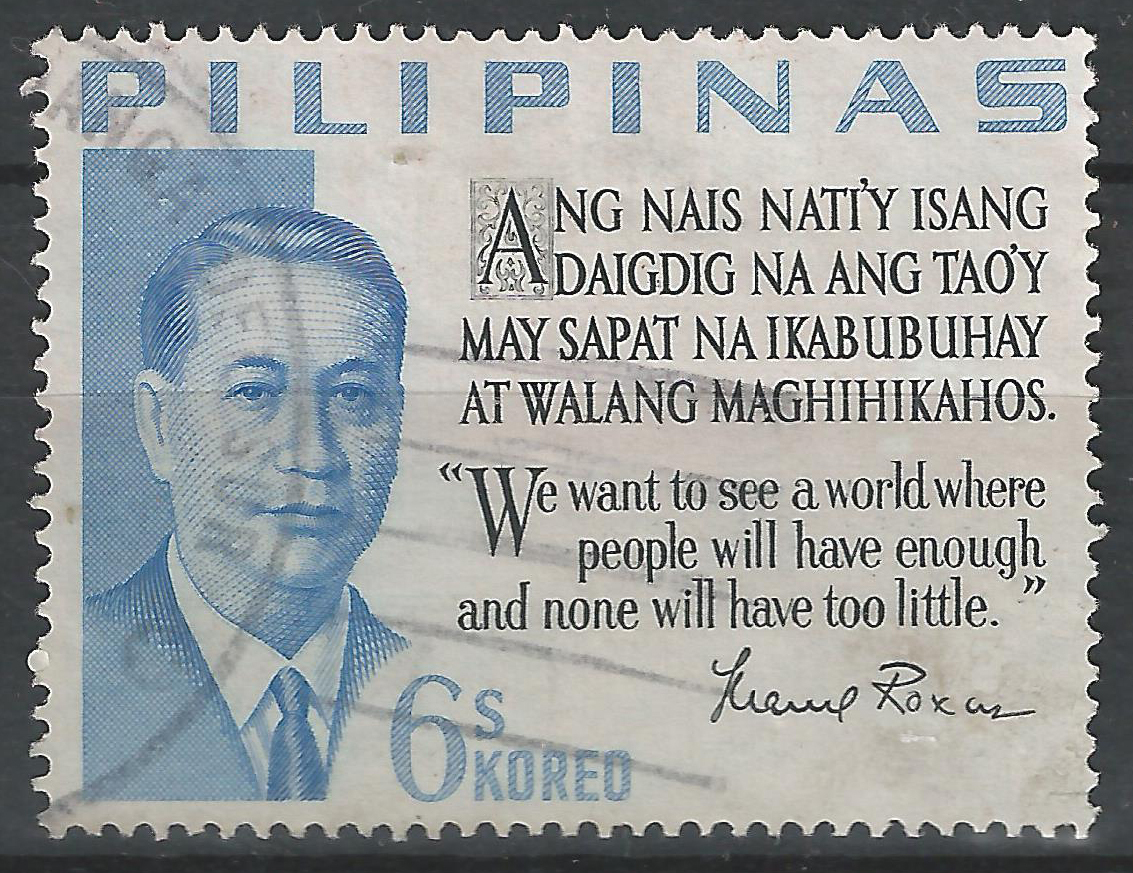 PILIPINAS
ANG NAIS NATI'Y ISANG
DAIGDIG NA ANG TAO'Y
MAY SAPAT NA IKABUBUHAY
AT WALANG MAGHIHIKAHOS.
“We want to see a world where
people will have enough
and none will have too little.”
Manuel Roxas
6s
KOREO